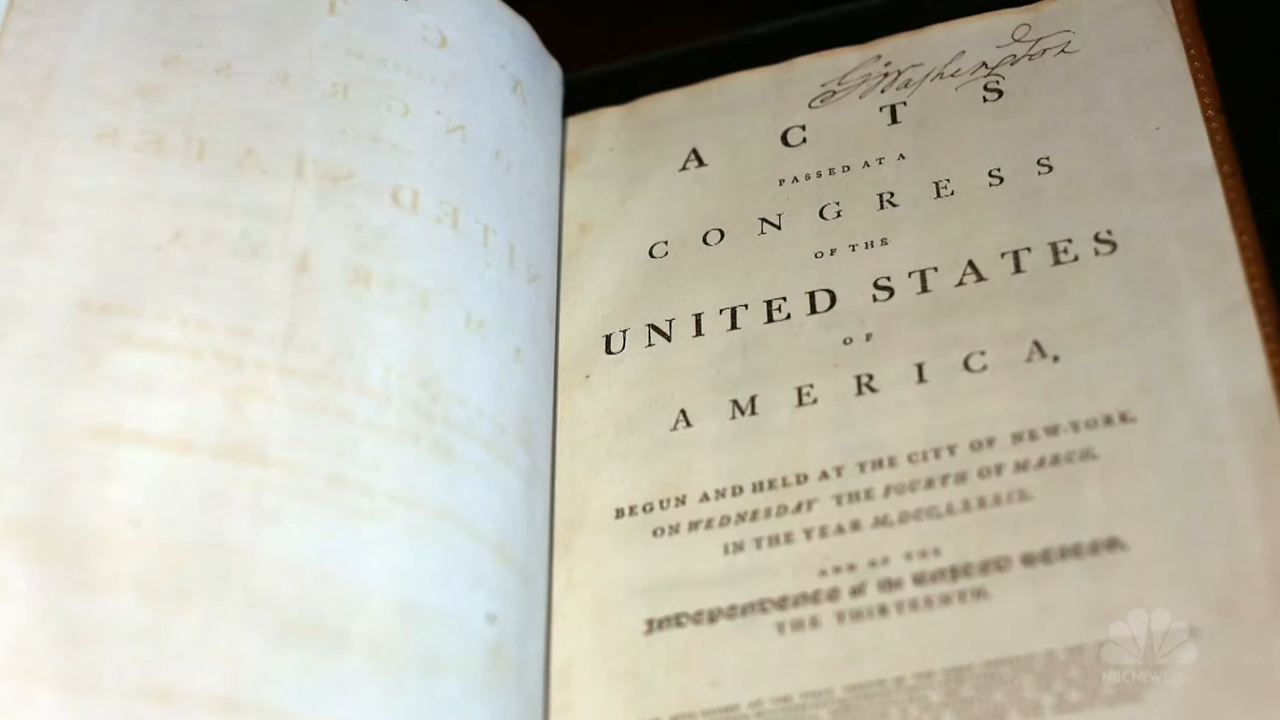 G: Washington
ACTS
PASSED AT A
CONGRESS
OF THE
UNITED STATES
OF
AMERICA,
BEGUN AND HELD AT THE CITY OF NEW-YORK,
ON WEDNESDAY THE FOURTH OF MARCH,
IN THE YEAR M,DCC,LXXXIX.
AND OF THE
INDEPENDENCE of the UNITED STATES,
THE THIRTEENTH.
NBCNEWS